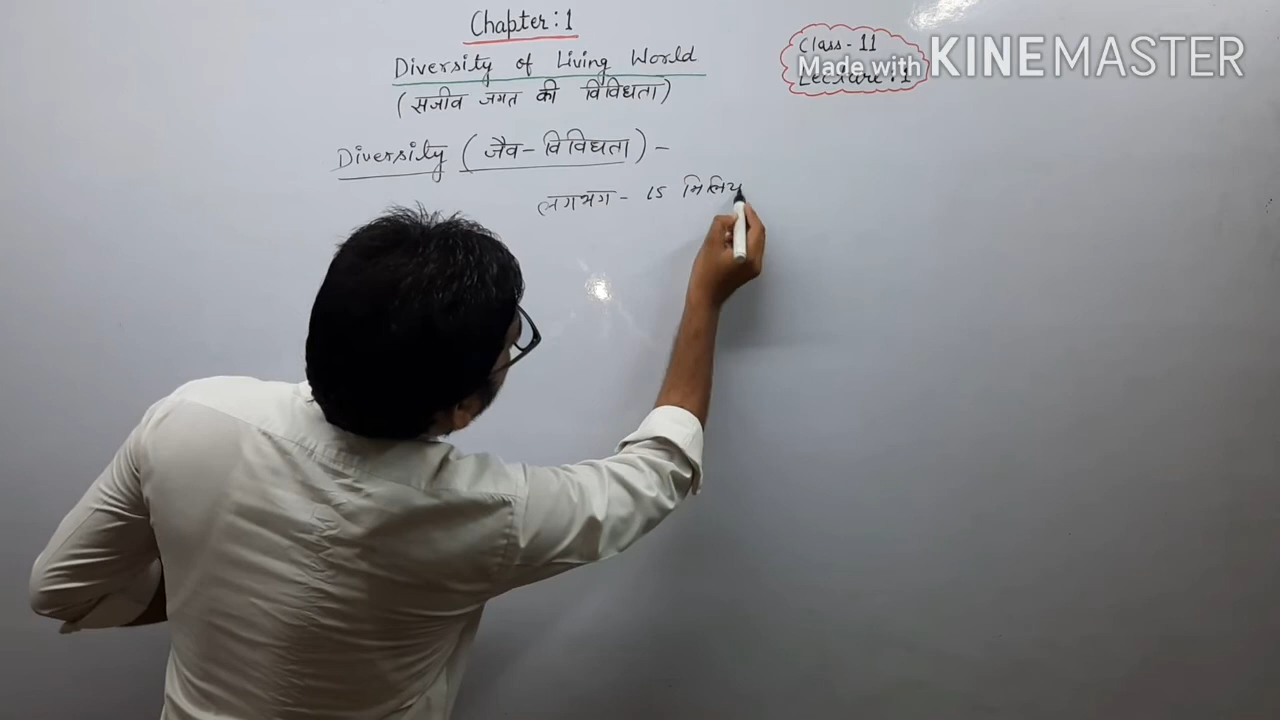 Chapter : 1
Diversity of Living World
(सजीव जगत की विविधता)
Diversity (जैव - विविधता) -
लगभग - 15 मिलिय
Class - 11
Lecture : 1
Made with KINEMASTER